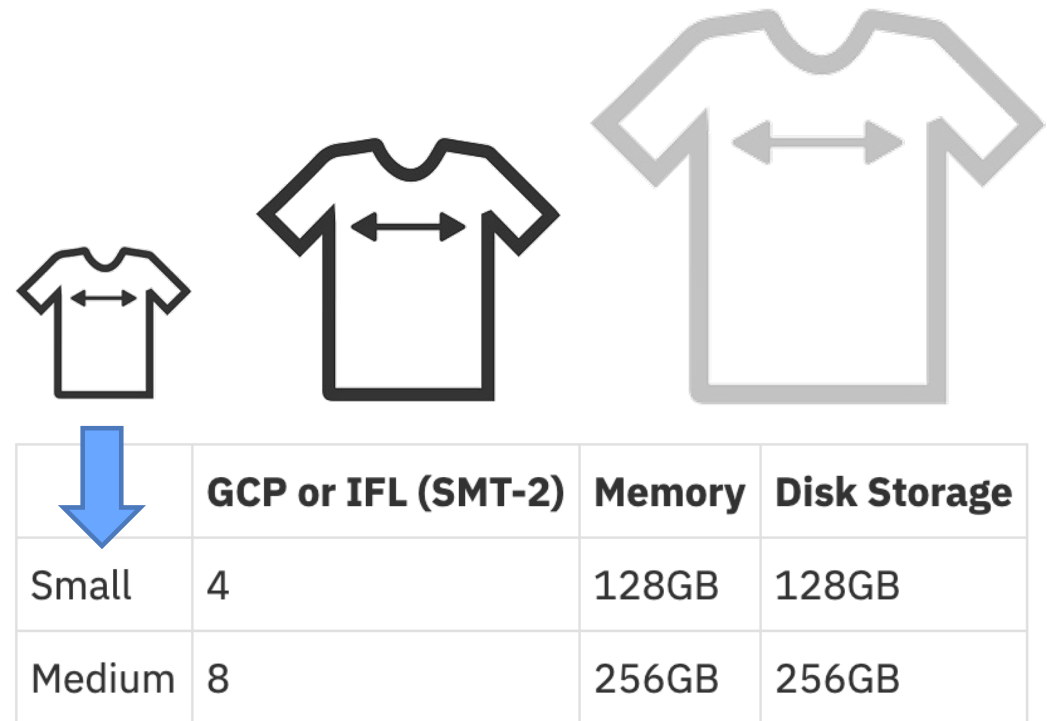 GCP or IFL (SMT-2) Memory Disk Storage
Small 4 128GB 128GB
Medium 8 256GB 256GB